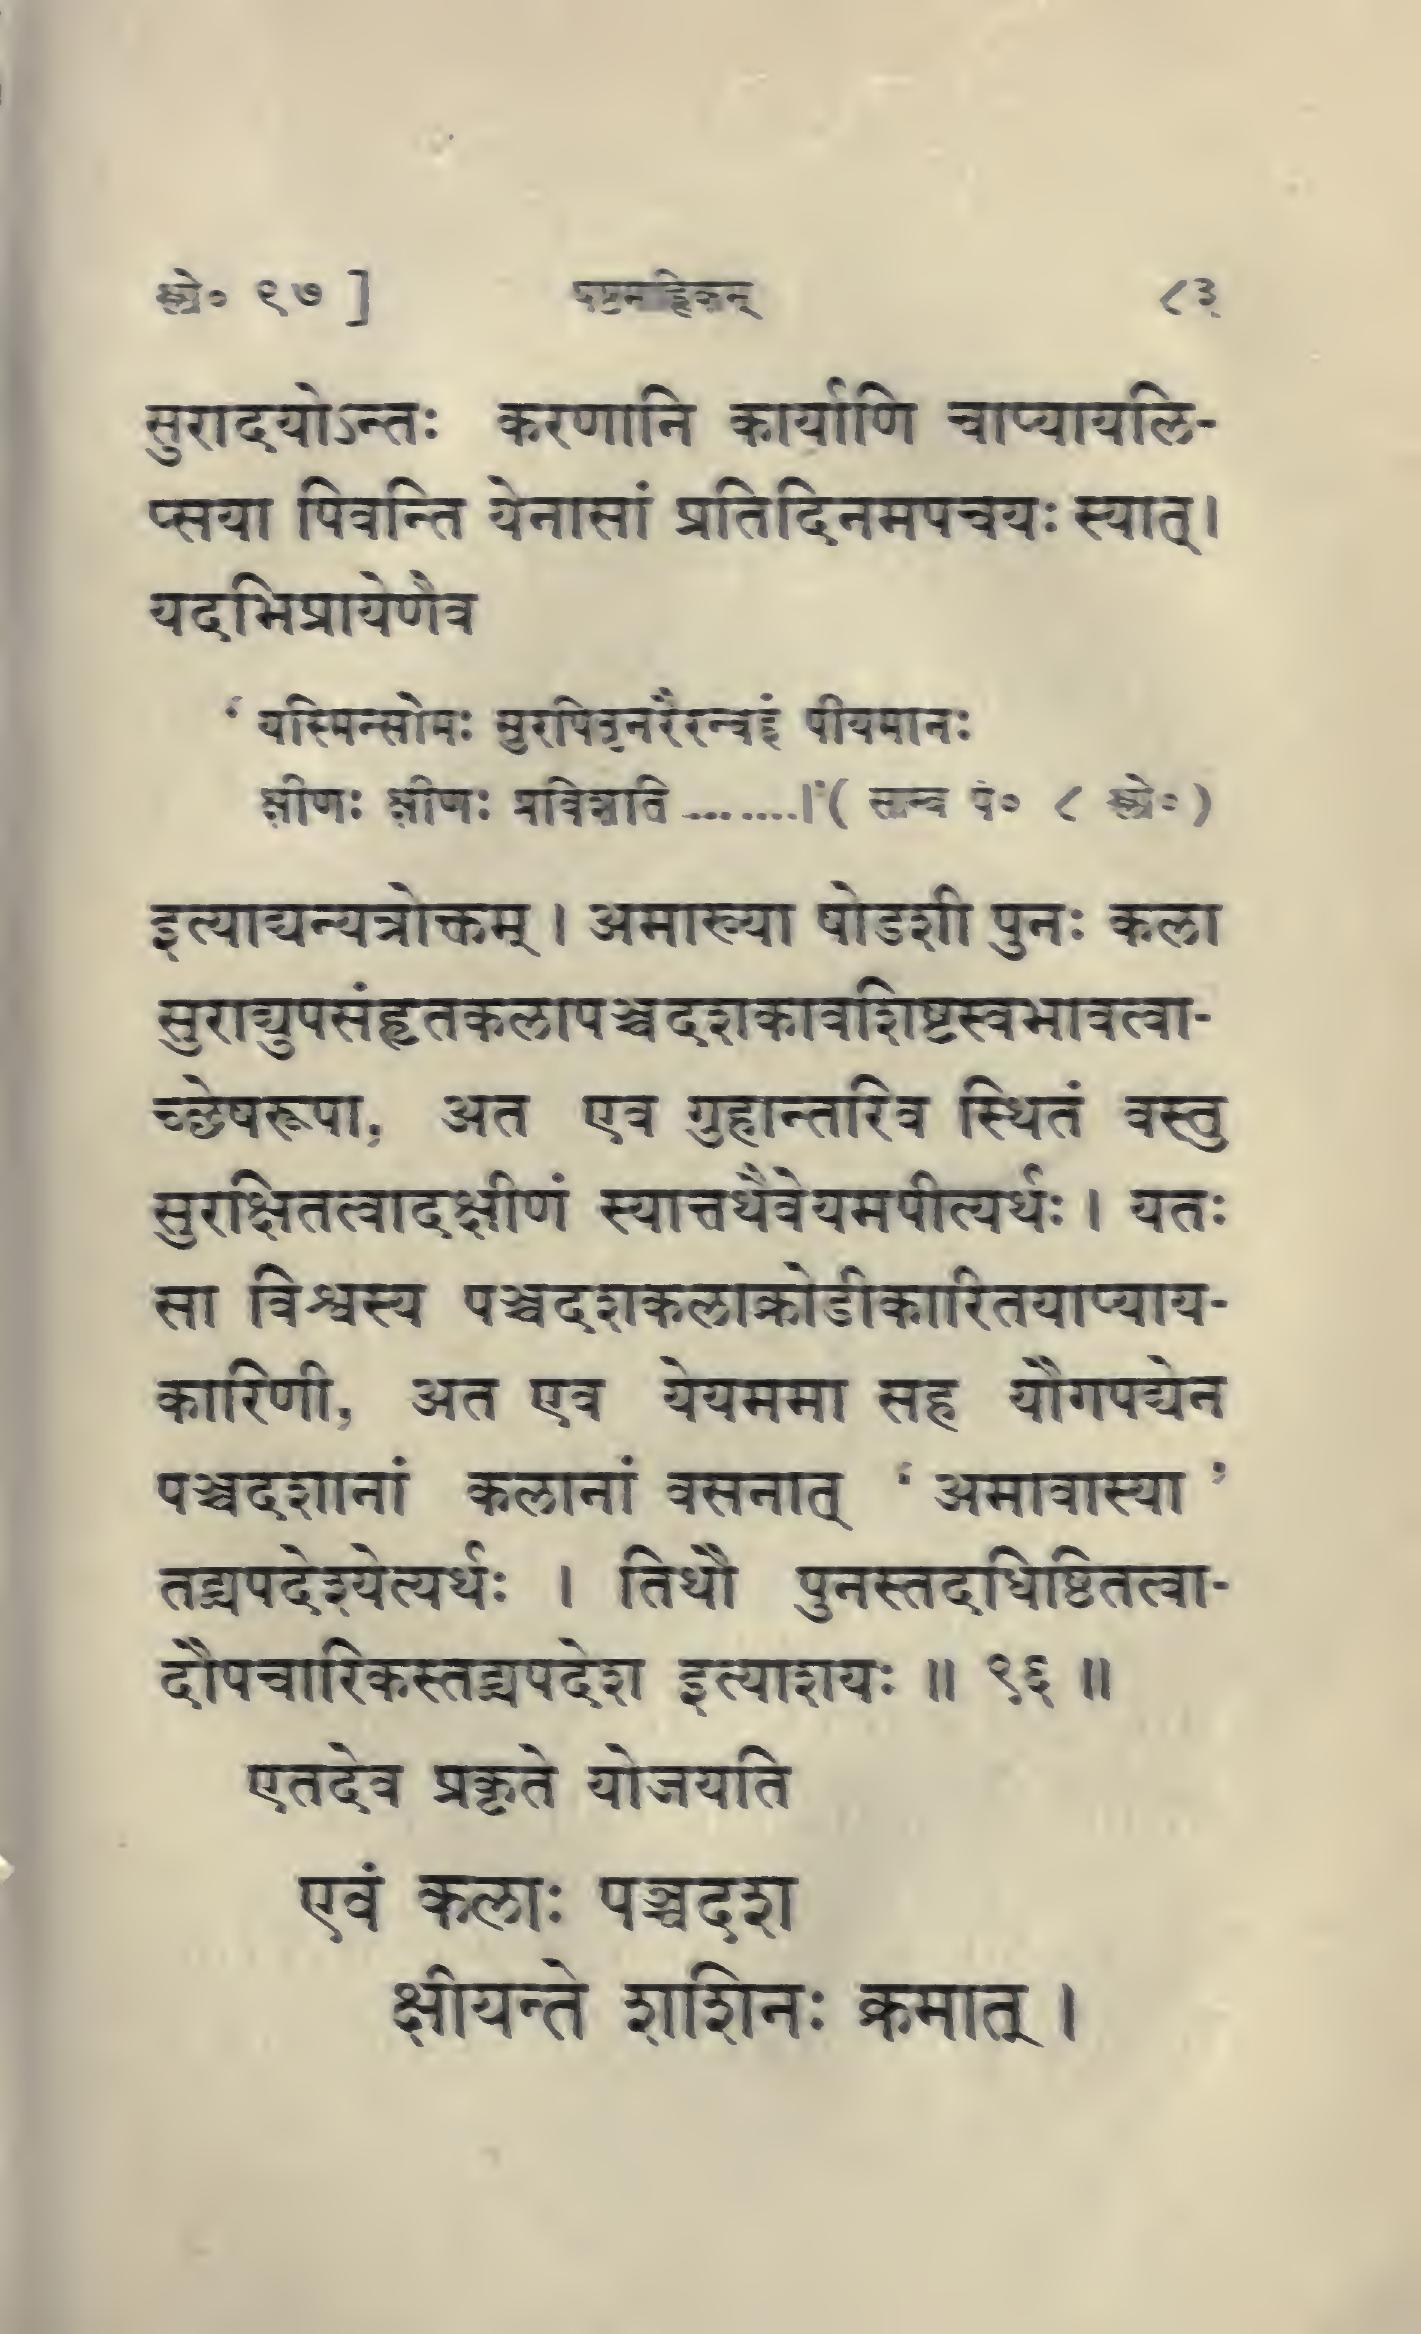 श्लो० ९७ ] षष्ठमाह्निकम् ८३
सुरादयोऽन्तः करणानि कार्याणि चाप्यायलि-
प्सया पिबन्ति येनासां प्रतिदिनमपचयः स्यात्।
यदभिप्रायेणैव
‘ यस्मिन्सोमः सुरपितृनरैरन्वहं पीयमानः
क्षीणः क्षीणः प्रविशति ........।’ ( साम्ब पं० ८ श्लो० )
इत्याद्यन्यत्रोक्तम् । अमाख्या षोडशी पुनः कला
सुराद्युपसंहृतकलापञ्चदशकावशिष्टस्वभावत्वा-
च्छेषरूपा, अत एव गुहान्तरिव स्थितं वस्तु
सुरक्षितत्वादक्षीणं स्यात्तथैवेयमपीत्यर्थः । यतः
सा विश्वस्य पञ्चदशकलाक्रोडीकारितयाप्याय-
कारिणी, अत एव येयममा सह यौगपद्येन
पञ्चदशानां कलानां वसनात् ‘ अमावास्या ’
तद्व्यपदेश्येत्यर्थः । तिथौ पुनस्तदधिष्ठितत्वा-
दौपचारिकस्तद्व्यपदेश इत्याशयः ॥ ९६ ॥
एतदेव प्रकृते योजयति
एवं कलाः पञ्चदश
क्षीयन्ते शशिनः क्रमात् ।